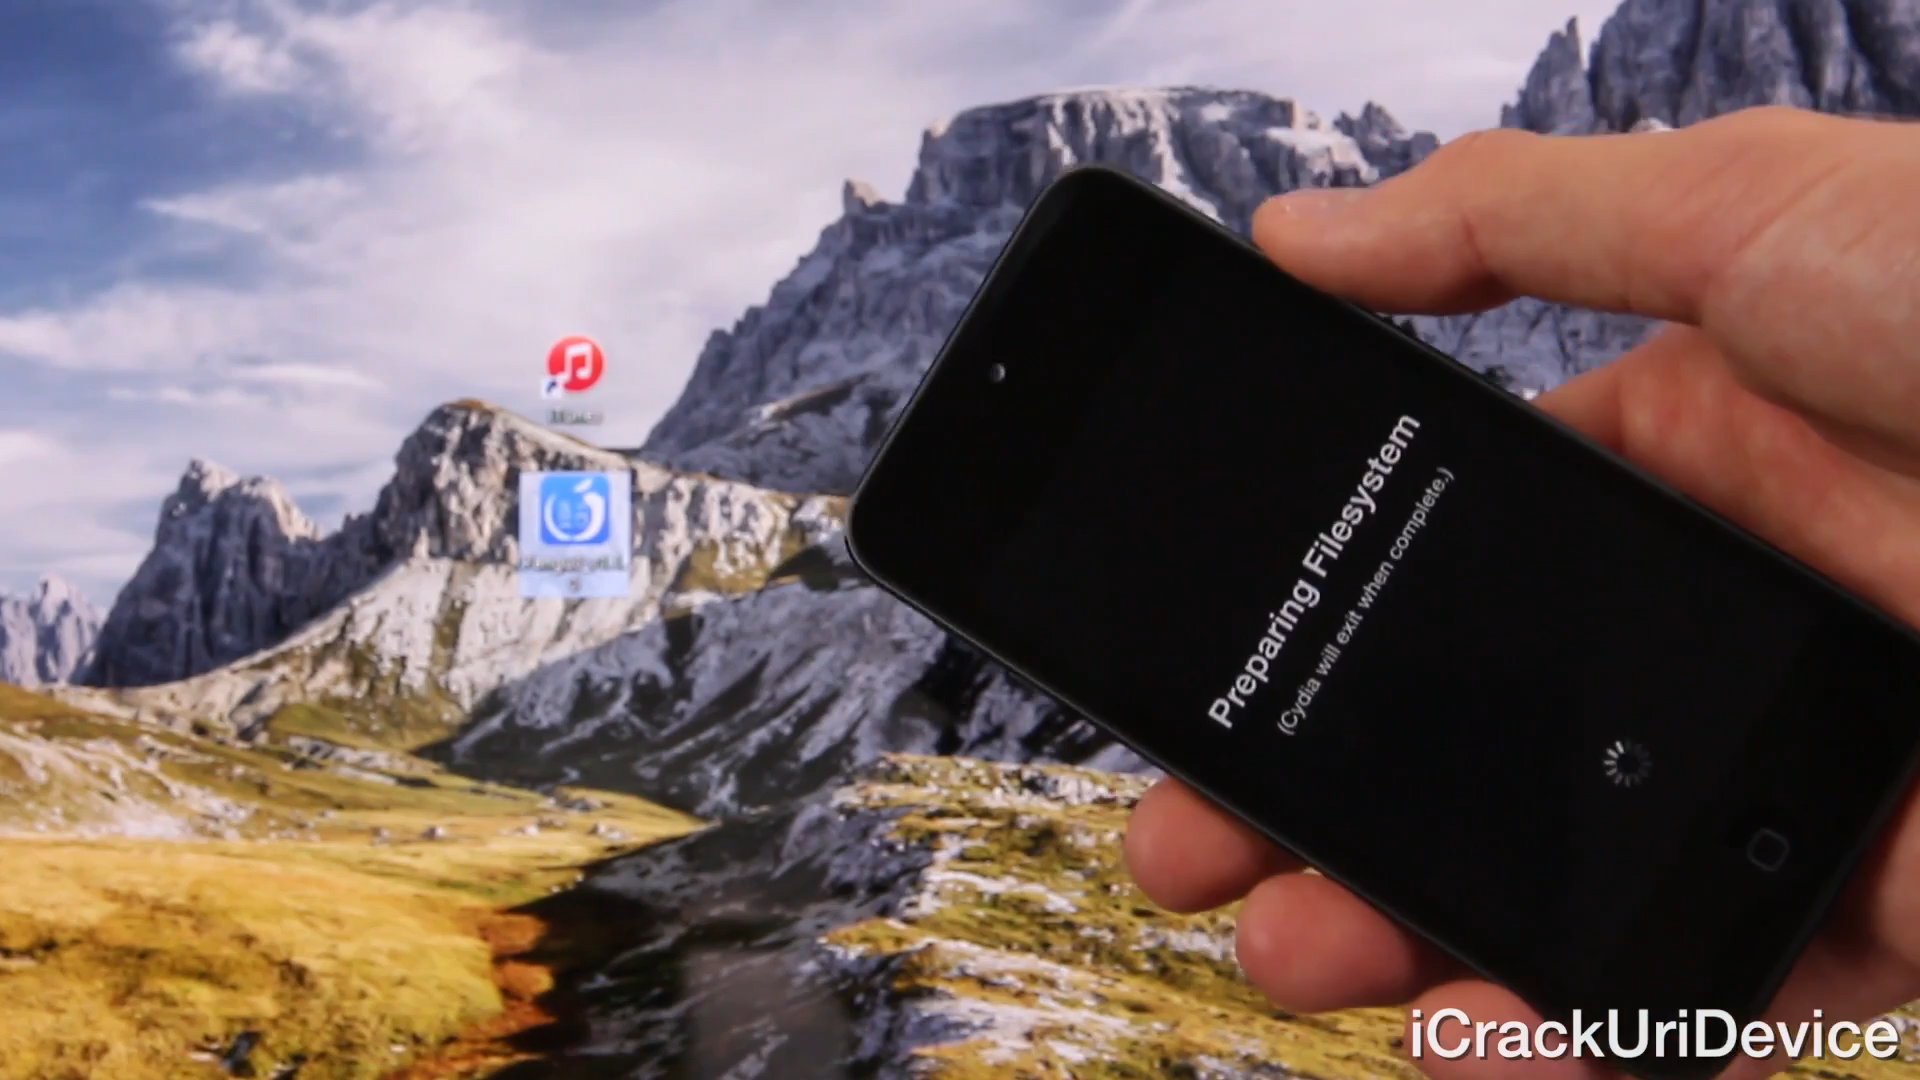 Preparing Filesystem
(Cydia will exit when complete.)
iCrackUriDevice